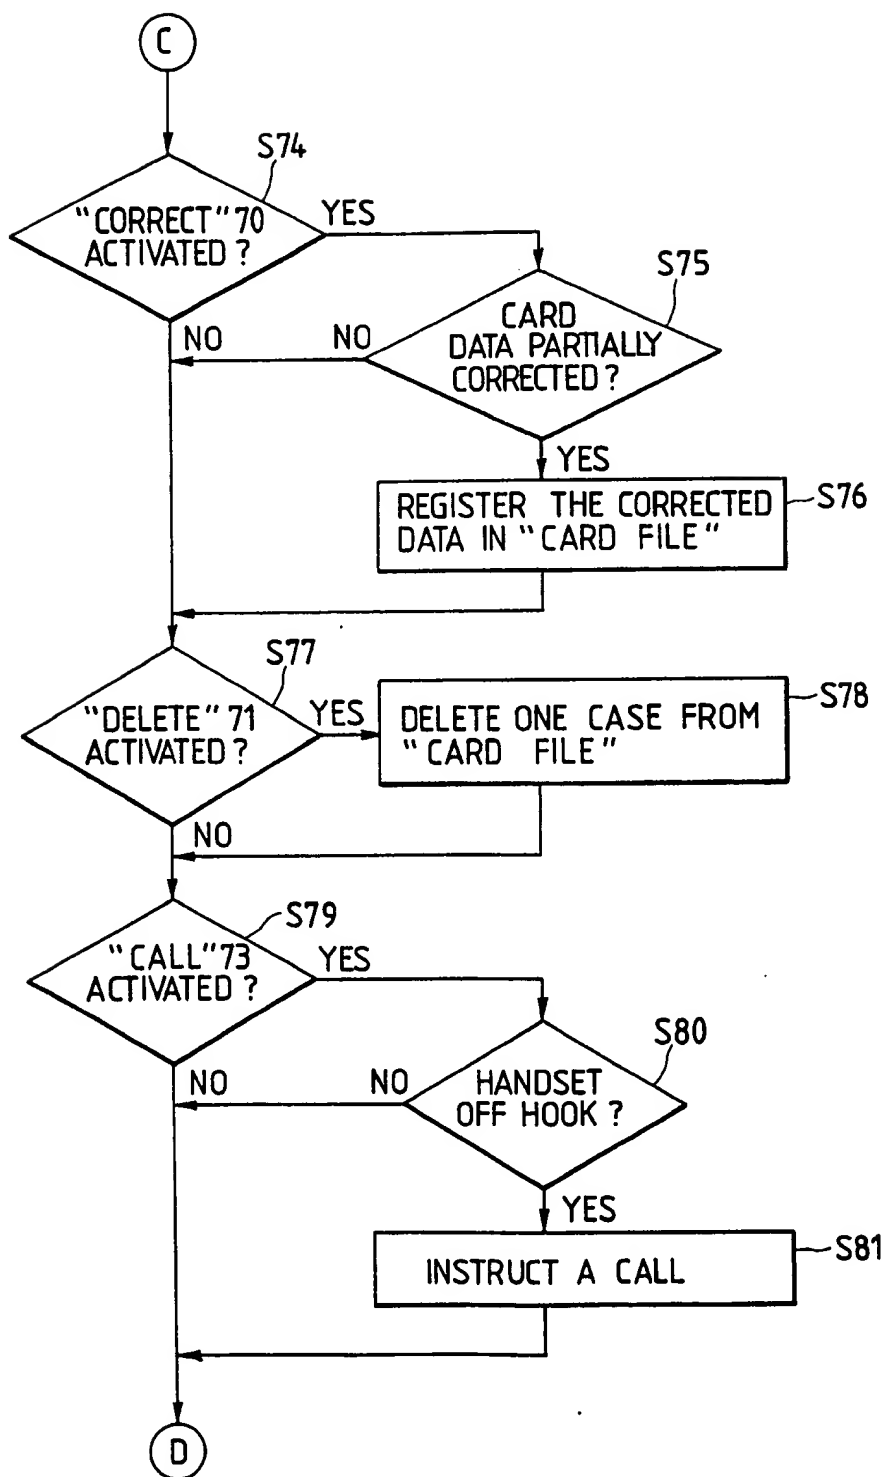 C
S74
"CORRECT" 70
ACTIVATED ?
YES
S75
CARD
DATA PARTIALLY
CORRECTED ?
NO
NO
YES
S76
REGISTER THE CORRECTED
DATA IN "CARD FILE"
S77
"DELETE" 71
ACTIVATED ?
YES
S78
DELETE ONE CASE FROM
"CARD FILE"
NO
S79
"CALL" 73
ACTIVATED ?
YES
S80
HANDSET
OFF HOOK ?
NO
NO
YES
S81
INSTRUCT A CALL
D